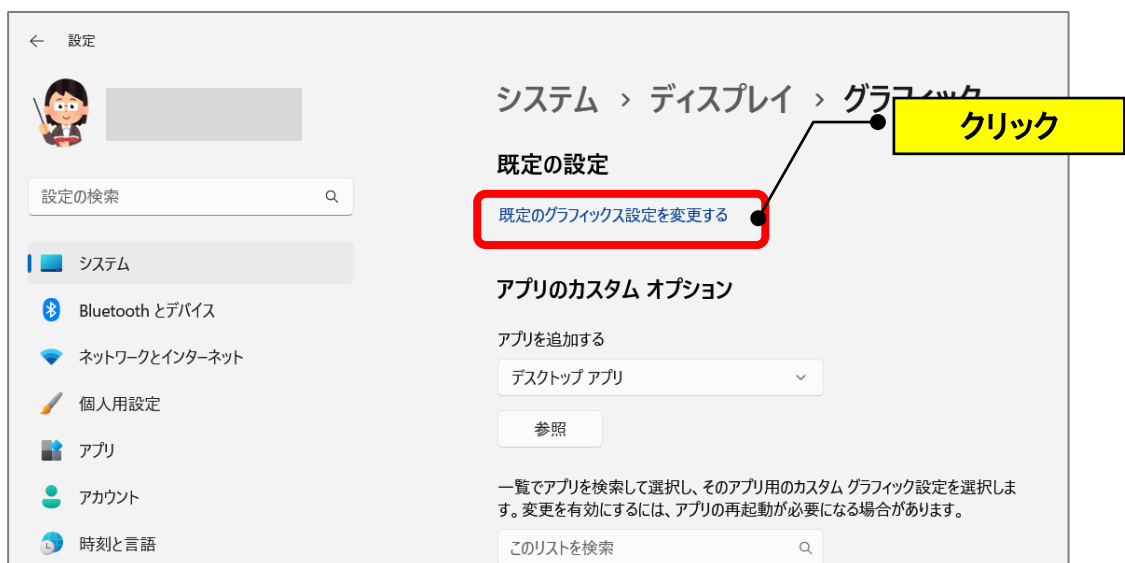 設定
システム › ディスプレイ › グラフィック
クリック
既定の設定
設定の検索
既定のグラフィックス設定を変更する
システム
アプリのカスタム オプション
Bluetooth とデバイス
アプリを追加する
ネットワークとインターネット
デスクトップ アプリ
個人用設定
参照
アプリ
アカウント
一覧でアプリを検索して選択し、そのアプリ用のカスタム グラフィック設定を選択しま
す。変更を有効にするには、アプリの再起動が必要になる場合があります。
時刻と言語
このリストを検索